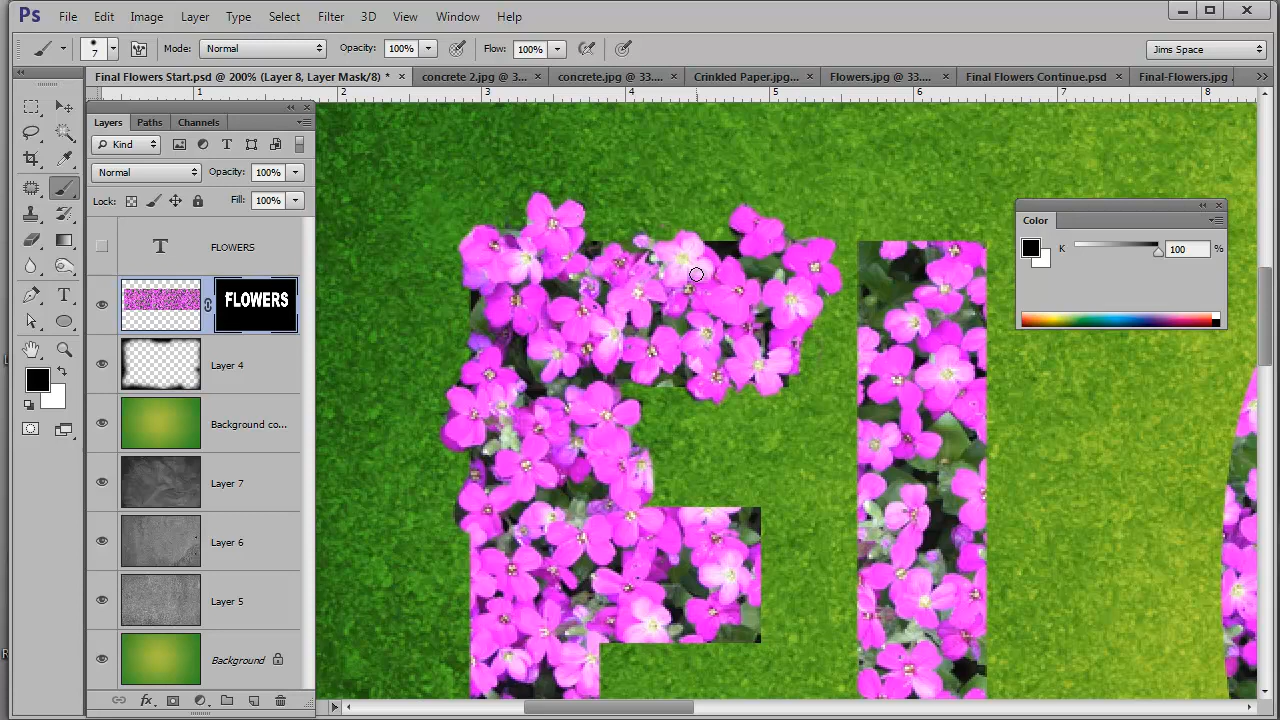 Ps File Edit Image Layer Type Select Filter 3D View Window Help
7 Mode: Normal Opacity: 100% Flow: 100% Jims Space
Final Flowers Start.psd @ 200% (Layer 8, Layer Mask/8) * × concrete 2.jpg @ 3... × concrete.jpg @ 33.... × Crinkled Paper.jpg... × Flowers.jpg @ 33.... × Final Flowers Continue.psd × Final-Flowers.jpg
1 2 3 4 5 6 7 8
Layers Paths Channels
Kind
Normal Opacity: 100%
Lock: Fill: 100%
T FLOWERS
FLOWERS
Layer 4
Background co...
Layer 7
Layer 6
Layer 5
Background
Color
K 100 %